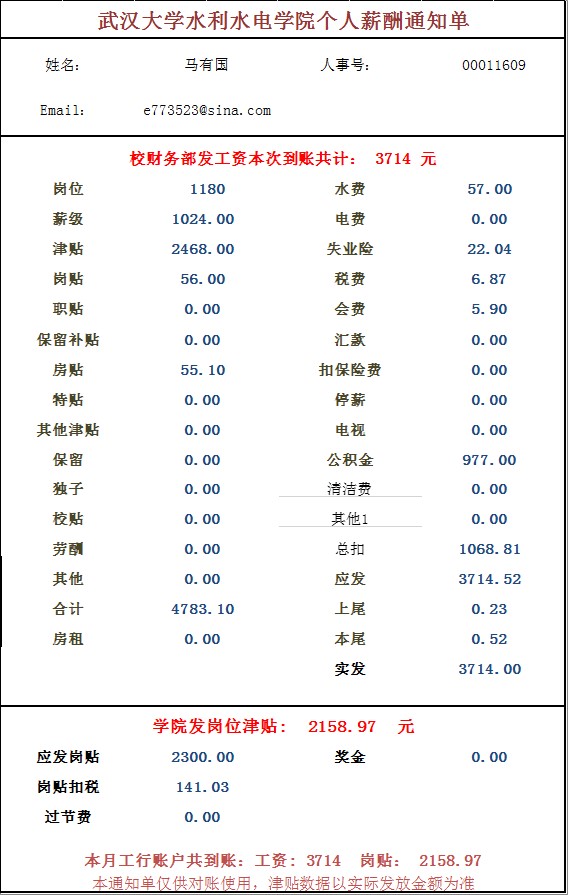 武汉大学水利水电学院个人薪酬通知单
姓名: 马有国 人事号: 00011609
Email: e773523@sina.com
校财务部发工资本次到账共计: 3714 元
岗位 1180 水费 57.00
薪级 1024.00 电费 0.00
津贴 2468.00 失业险 22.04
岗贴 56.00 税费 6.87
职贴 0.00 会费 5.90
保留补贴 0.00 汇款 0.00
房贴 55.10 扣保险费 0.00
特贴 0.00 停薪 0.00
其他津贴 0.00 电视 0.00
保留 0.00 公积金 977.00
独子 0.00 清洁费 0.00
校贴 0.00 其他1 0.00
劳酬 0.00 总扣 1068.81
其他 0.00 应发 3714.52
合计 4783.10 上尾 0.23
房租 0.00 本尾 0.52
实发 3714.00
学院发岗位津贴: 2158.97 元
应发岗贴 2300.00 奖金 0.00
岗贴扣税 141.03
过节费 0.00
本月工行账户共到账:工资: 3714 岗贴: 2158.97
本通知单仅供对账使用，津贴数据以实际发放金额为准